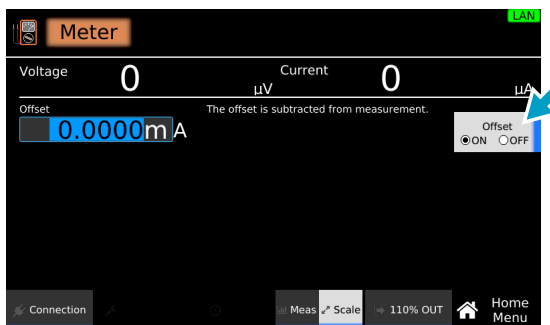 LAN
Meter
Voltage 0 µV Current 0 µA
Offset The offset is subtracted from measurement.
0.0000m A
Offset
ON OFF
Connection Meas Scale 110% OUT Home
Menu